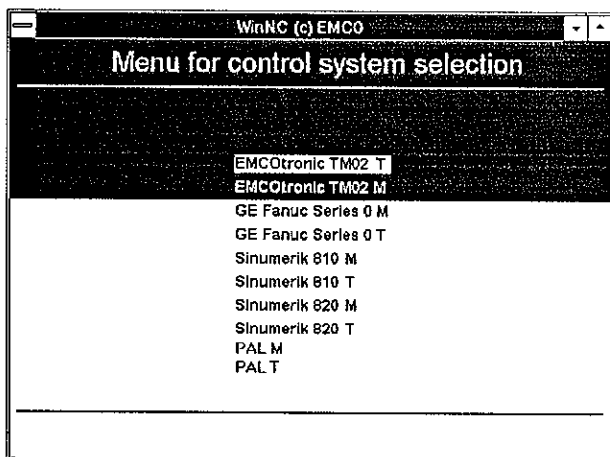 WinNC (c) EMCO
Menu for control system selection
EMCOtronic TM02 T
EMCOtronic TM02 M
GE Fanuc Series 0 M
GE Fanuc Series 0 T
Sinumerik 810 M
Sinumerik 810 T
Sinumerik 820 M
Sinumerik 820 T
PAL M
PAL T